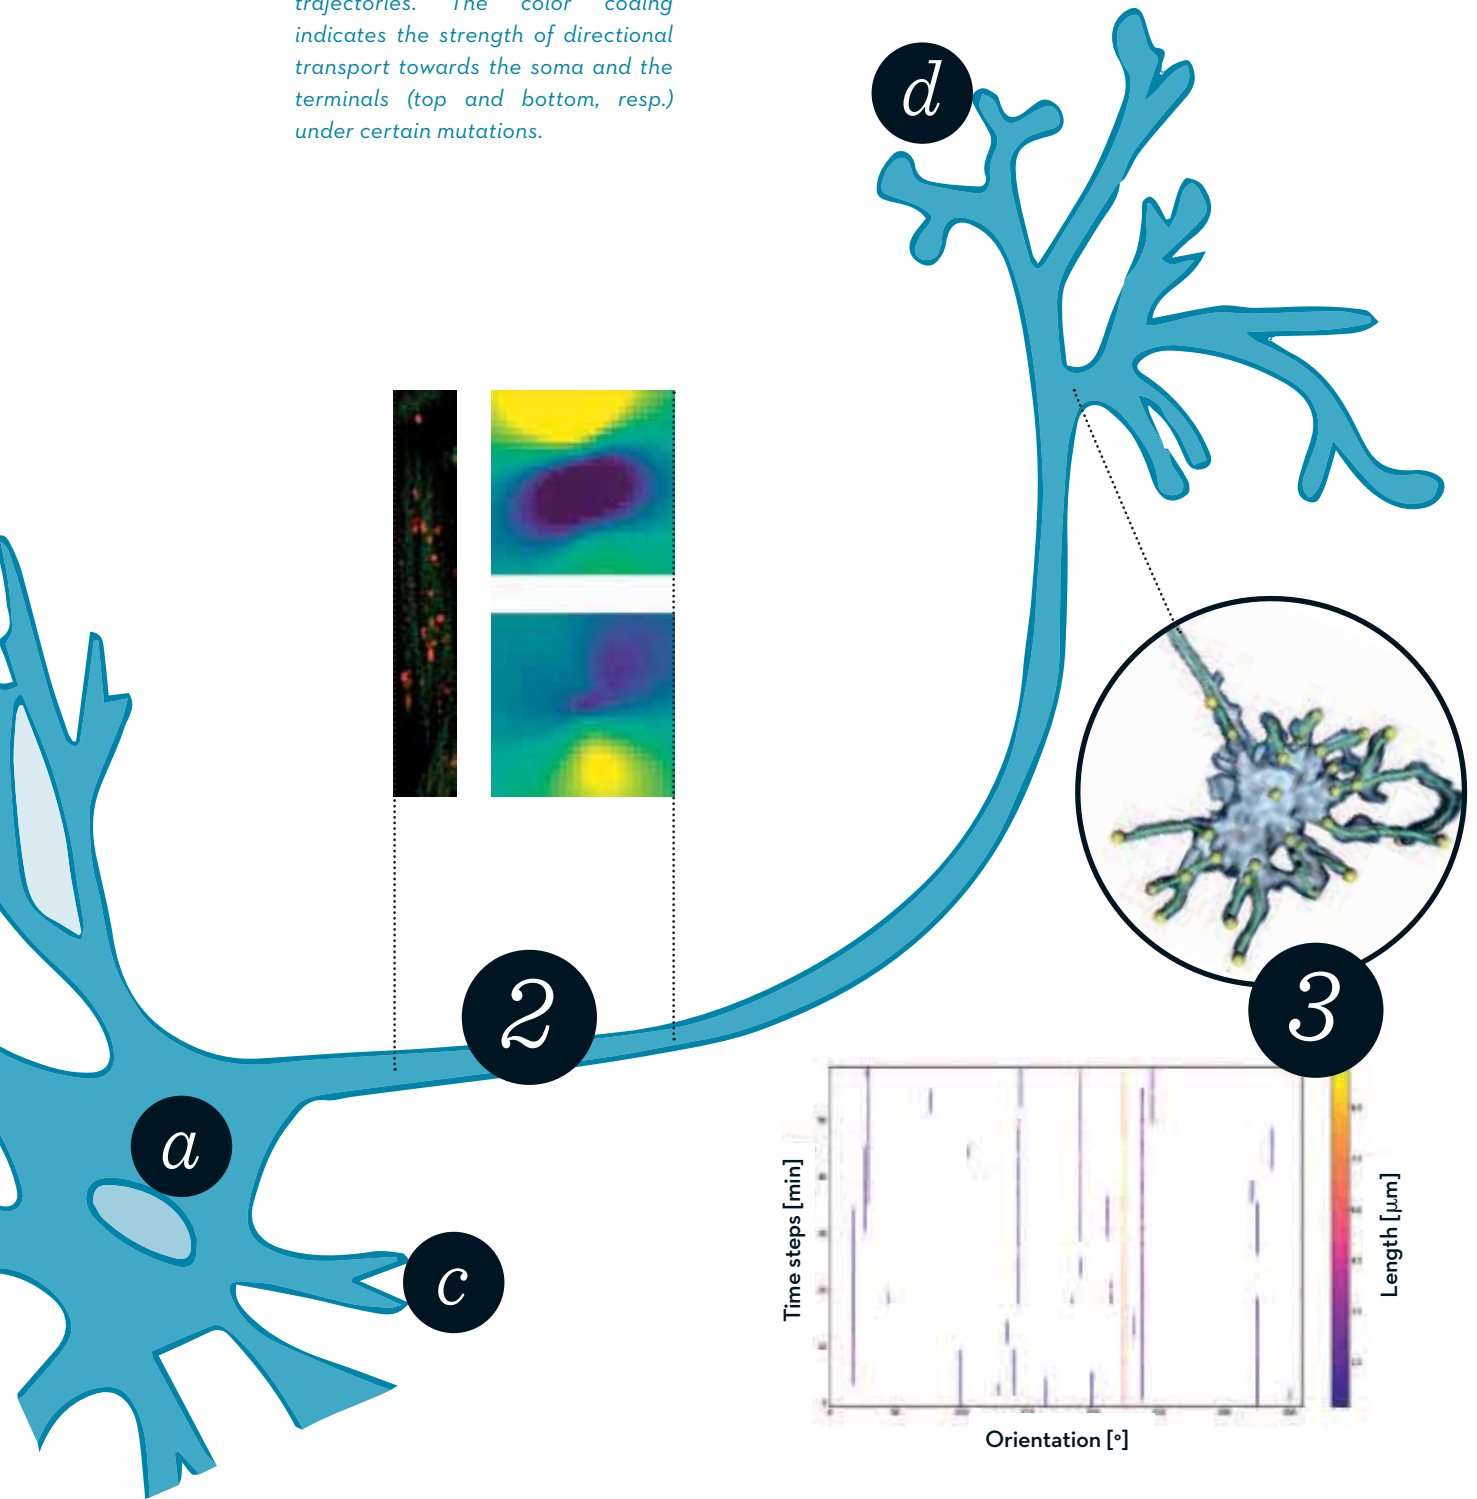 trajectories. The color coding
indicates the strength of directional
transport towards the soma and the
terminals (top and bottom, resp.)
under certain mutations.
d
2
3
a
c
Time steps [min]
Length [μm]
Orientation [°]